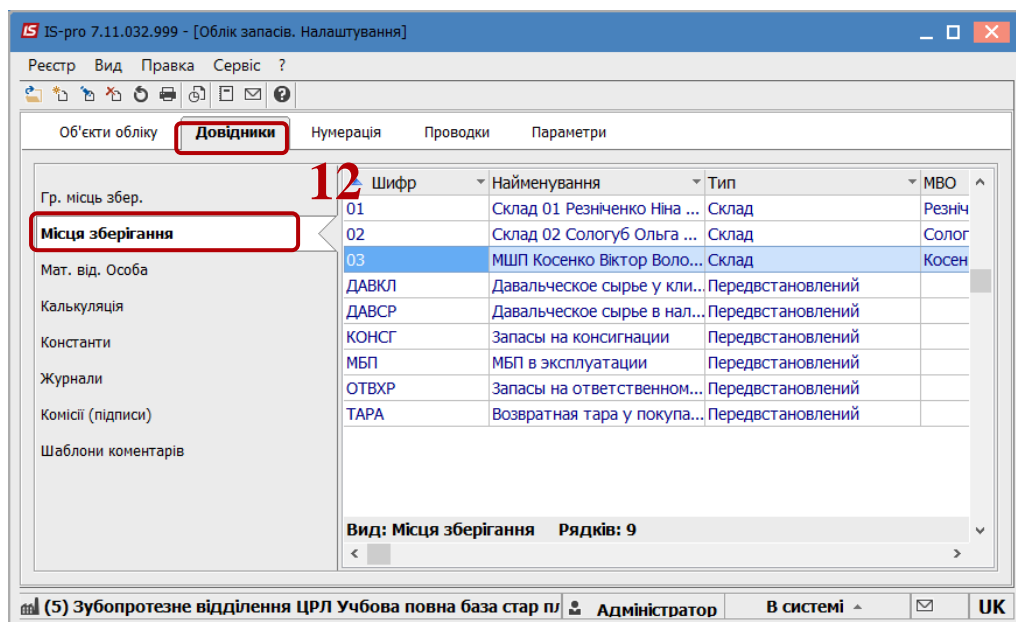 IS-pro 7.11.032.999 - [Облік запасів. Налаштування]
Реєстр Вид Правка Сервіс ?
Об'єкти обліку Довідники Нумерація Проводки Параметри
12
Гр. місць збер.
Місця зберігання
Мат. від. Особа
Калькуляція
Константи
Журнали
Комісії (підписи)
Шаблони коментарів
Шифр Найменування Тип МВО
01 Склад 01 Резніченко Ніна ... Склад Резніч
02 Склад 02 Сологуб Ольга ... Склад Солог
03 МШП Косенко Віктор Воло... Склад Косен
ДАВКЛ Давальческое сырье у кли... Передвстановлений
ДАВСР Давальческое сырье в нал... Передвстановлений
КОНСГ Запасы на консигнации Передвстановлений
МБП МБП в эксплуатации Передвстановлений
ОТВХР Запасы на ответственном... Передвстановлений
ТАРА Возвратная тара у покупа... Передвстановлений
Вид: Місця зберігання Рядків: 9
(5) Зубопротезне відділення ЦРЛ Учбова повна база стар пл Адміністратор В системі UK